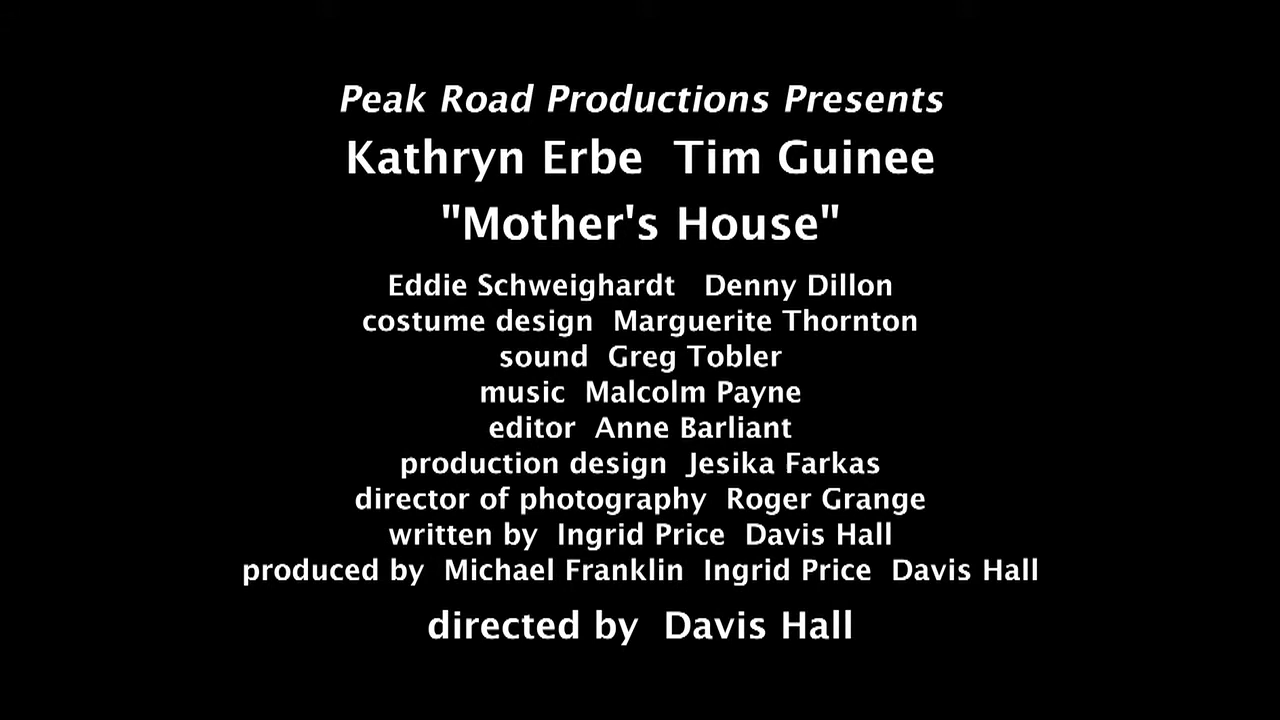 Peak Road Productions Presents
Kathryn Erbe  Tim Guinee
"Mother's House"
Eddie Schweighardt  Denny Dillon
costume design  Marguerite Thornton
sound  Greg Tobler
music  Malcolm Payne
editor  Anne Barliant
production design  Jesika Farkas
director of photography  Roger Grange
written by  Ingrid Price  Davis Hall
produced by  Michael Franklin  Ingrid Price  Davis Hall
directed by  Davis Hall